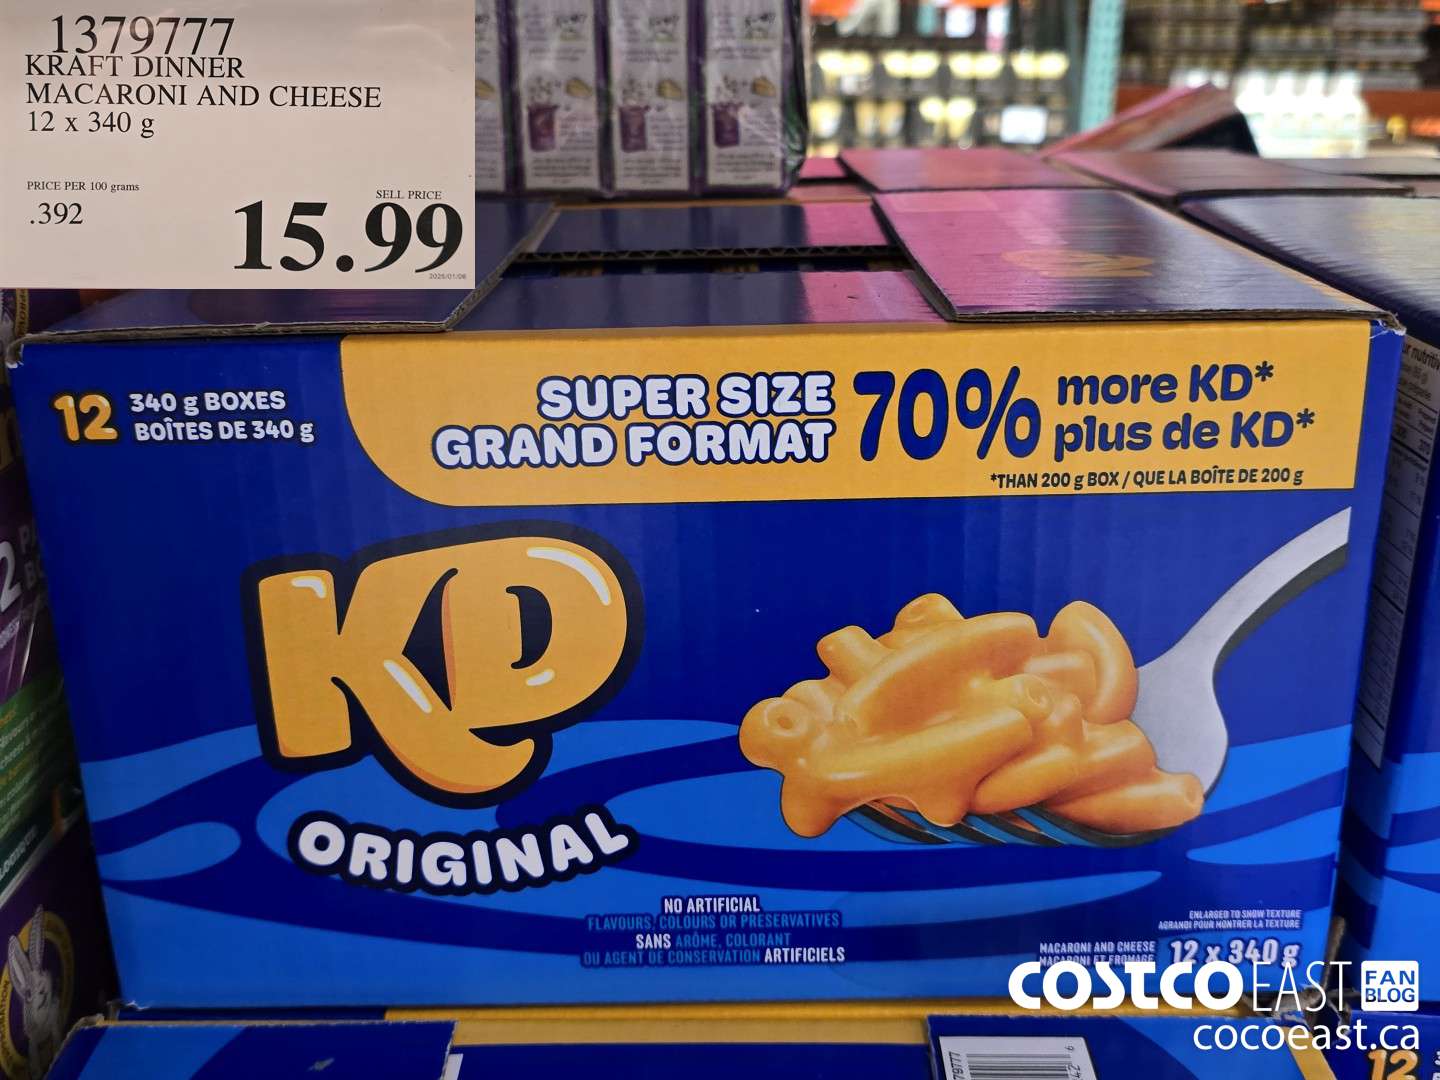 1379777
KRAFT DINNER
MACARONI AND CHEESE
12 x 340 g
PRICE PER 100 grams
.392
SELL PRICE
15.99
2025/01/06
12 340 g BOXES
BOÎTES DE 340 g
SUPER SIZE
GRAND FORMAT
70% more KD*
plus de KD*
*THAN 200 g BOX / QUE LA BOÎTE DE 200 g
KD
ORIGINAL
NO ARTIFICIAL
FLAVOURS, COLOURS OR PRESERVATIVES
SANS ARÔME, COLORANT
OU AGENT DE CONSERVATION ARTIFICIELS
ENLARGED TO SHOW TEXTURE
AGRANDI POUR MONTRER LA TEXTURE
MACARONI AND CHEESE
MACARONI ET FROMAGE
12 x 340 g
COSTCO EAST FAN BLOG
cocoeast.ca
79777
12